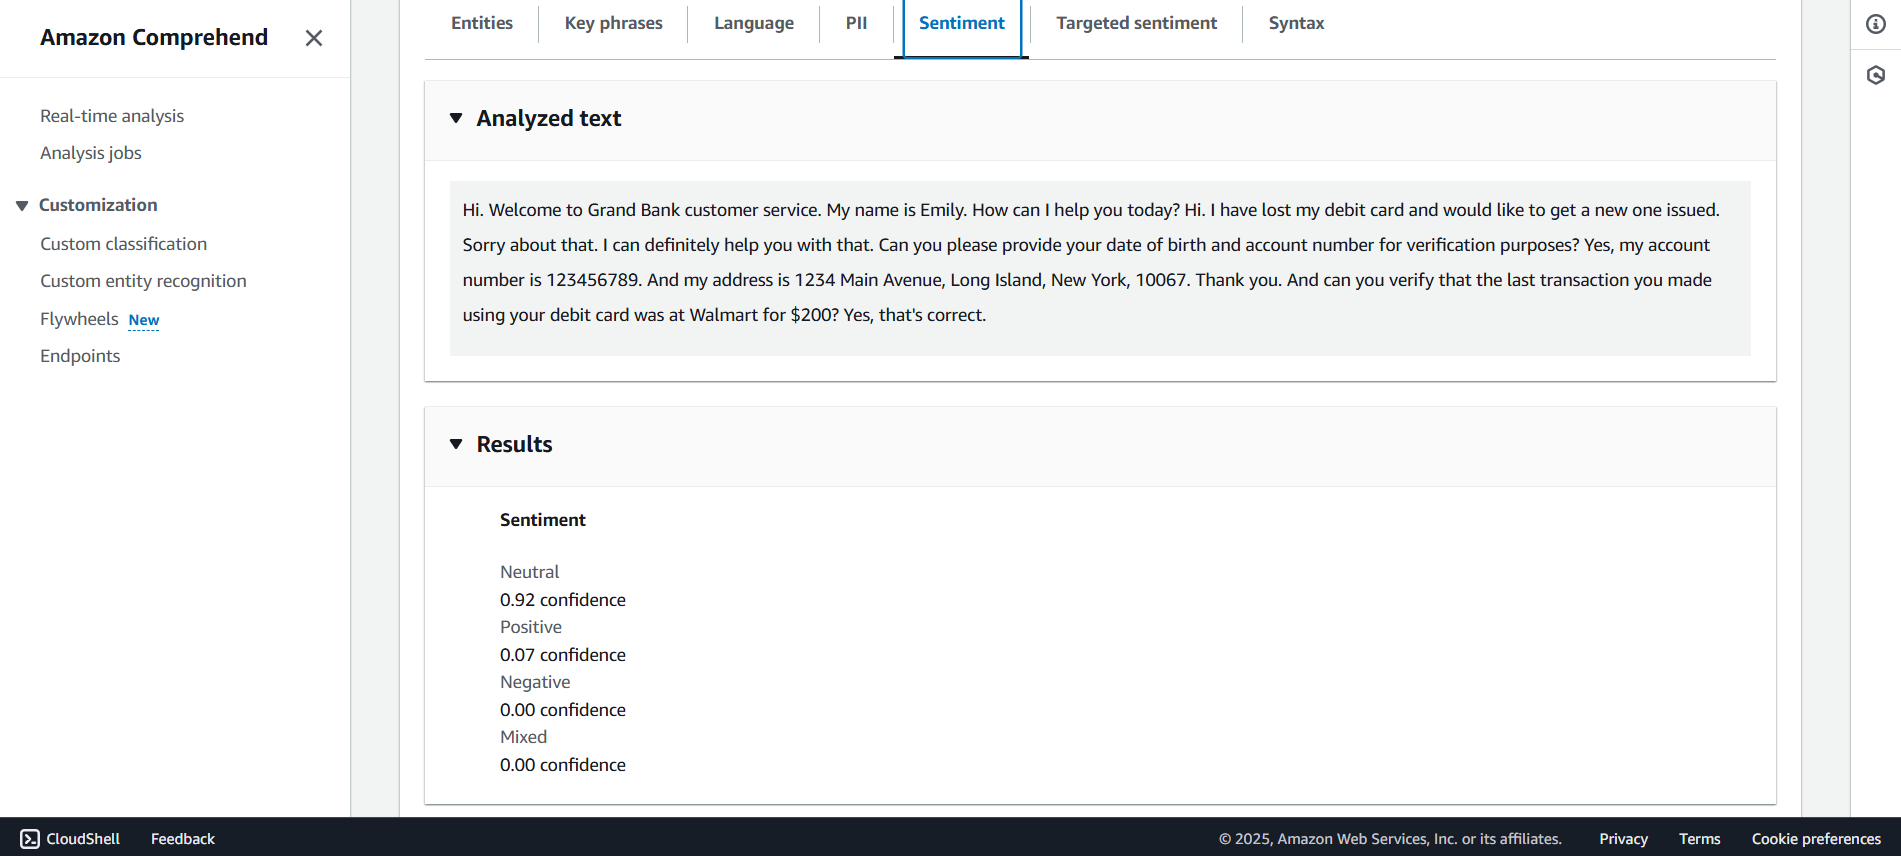 Amazon Comprehend
Real-time analysis
Analysis jobs
Customization
Custom classification
Custom entity recognition
Flywheels New
Endpoints
Entities
Key phrases
Language
PII
Sentiment
Targeted sentiment
Syntax
Analyzed text
Hi. Welcome to Grand Bank customer service. My name is Emily. How can I help you today? Hi. I have lost my debit card and would like to get a new one issued.
Sorry about that. I can definitely help you with that. Can you please provide your date of birth and account number for verification purposes? Yes, my account
number is 123456789. And my address is 1234 Main Avenue, Long Island, New York, 10067. Thank you. And can you verify that the last transaction you made
using your debit card was at Walmart for $200? Yes, that's correct.
Results
Sentiment
Neutral
0.92 confidence
Positive
0.07 confidence
Negative
0.00 confidence
Mixed
0.00 confidence
CloudShell
Feedback
© 2025, Amazon Web Services, Inc. or its affiliates.
Privacy
Terms
Cookie preferences